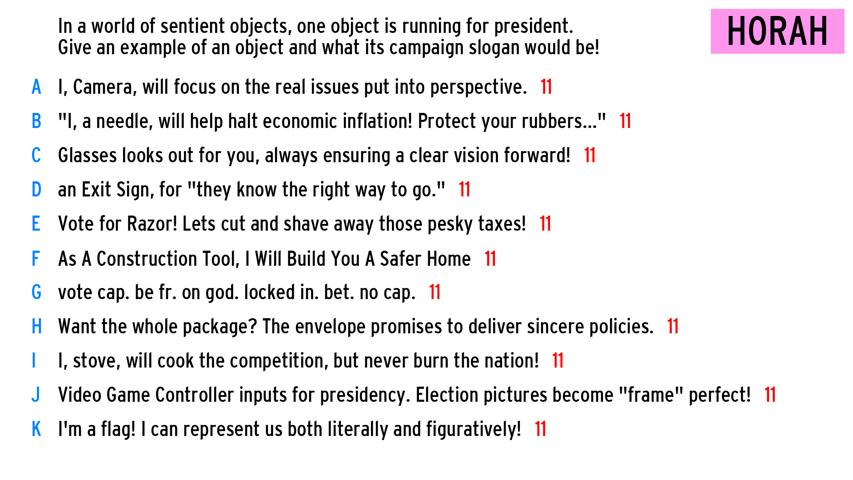 In a world of sentient objects, one object is running for president.
Give an example of an object and what its campaign slogan would be!
HORAH
A I, Camera, will focus on the real issues put into perspective. 11
B "I, a needle, will help halt economic inflation! Protect your rubbers..." 11
C Glasses looks out for you, always ensuring a clear vision forward! 11
D an Exit Sign, for "they know the right way to go." 11
E Vote for Razor! Lets cut and shave away those pesky taxes! 11
F As A Construction Tool, I Will Build You A Safer Home 11
G vote cap. be fr. on god. locked in. bet. no cap. 11
H Want the whole package? The envelope promises to deliver sincere policies. 11
I I, stove, will cook the competition, but never burn the nation! 11
J Video Game Controller inputs for presidency. Election pictures become "frame" perfect! 11
K I'm a flag! I can represent us both literally and figuratively! 11